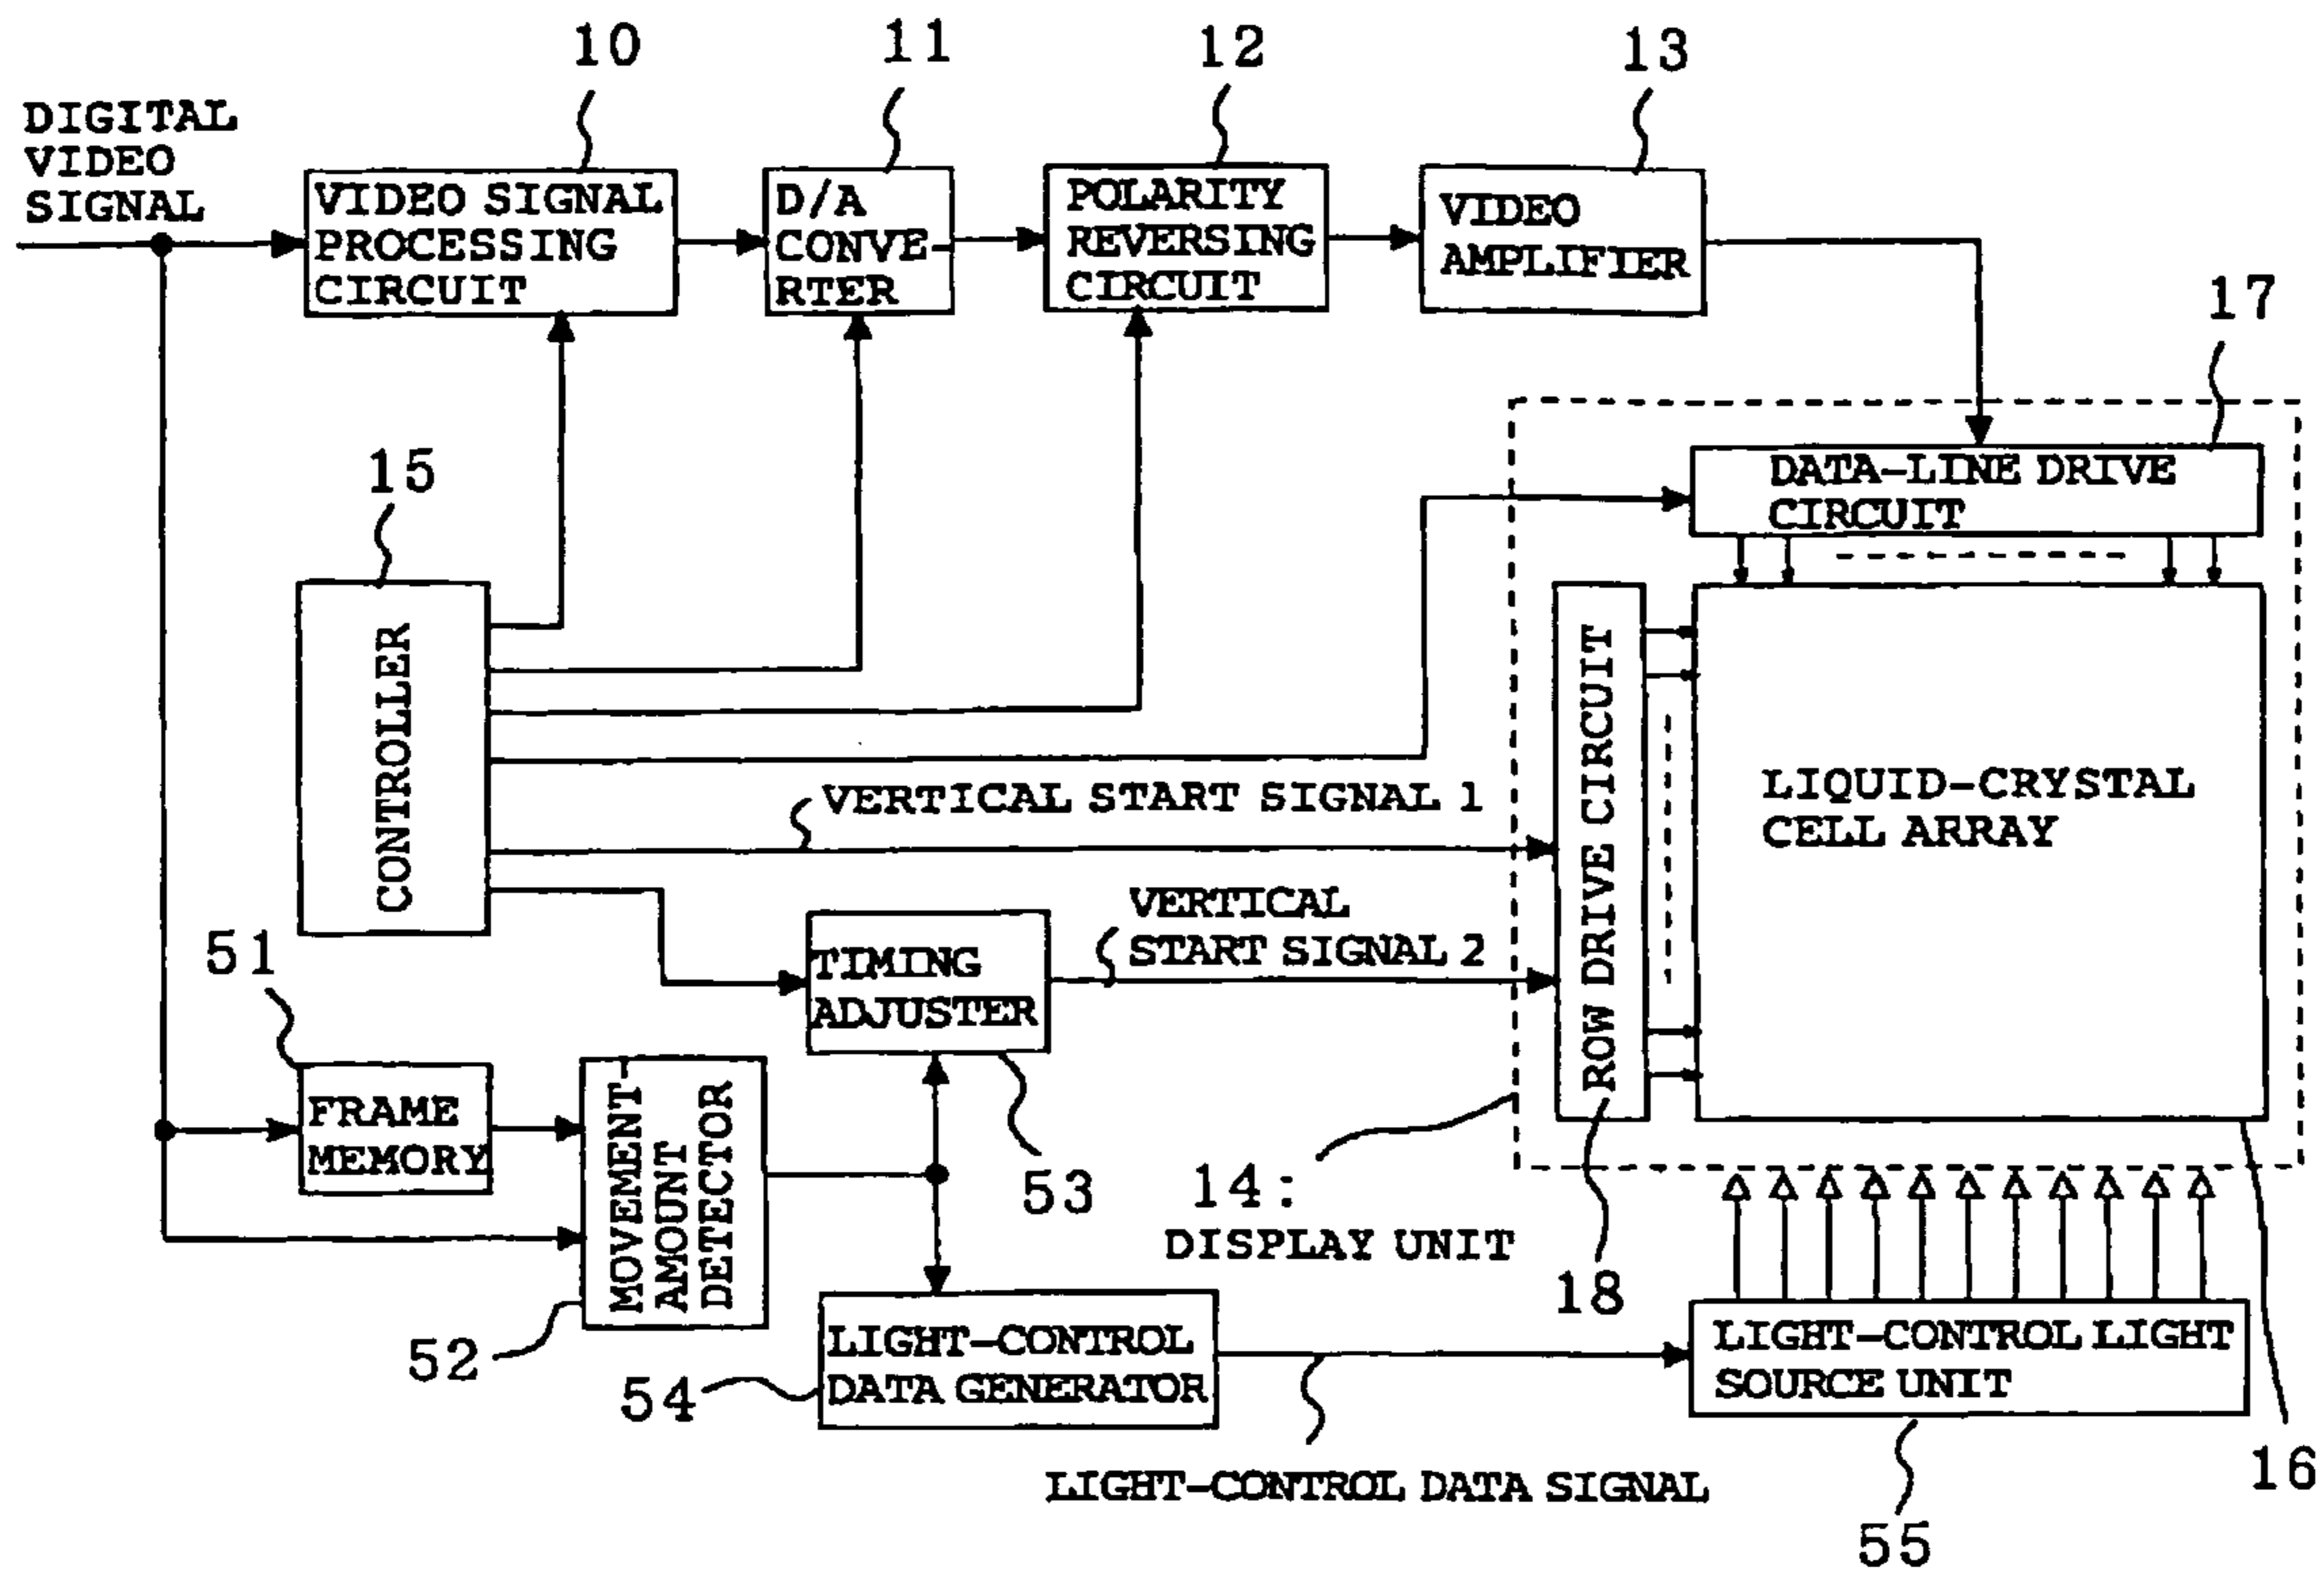 10
11
12
13
DIGITAL
VIDEO
SIGNAL
VIDEO SIGNAL
PROCESSING
CIRCUIT
D/A
CONVE-
RTER
POLARITY
REVERSING
CIRCUIT
VIDEO
AMPLIFIER
17
DATA-LINE DRIVE
CIRCUIT
15
CONTROLLER
VERTICAL START SIGNAL 1
ROW DRIVE CIRCUIT
LIQUID-CRYSTAL
CELL ARRAY
VERTICAL
START SIGNAL 2
TIMING
ADJUSTER
51
FRAME
MEMORY
MOVEMENT-
AMOUNT
DETECTOR
53
14:
DISPLAY UNIT
18
52
54
LIGHT-CONTROL
DATA GENERATOR
LIGHT-CONTROL LIGHT
SOURCE UNIT
16
LIGHT-CONTROL DATA SIGNAL
55